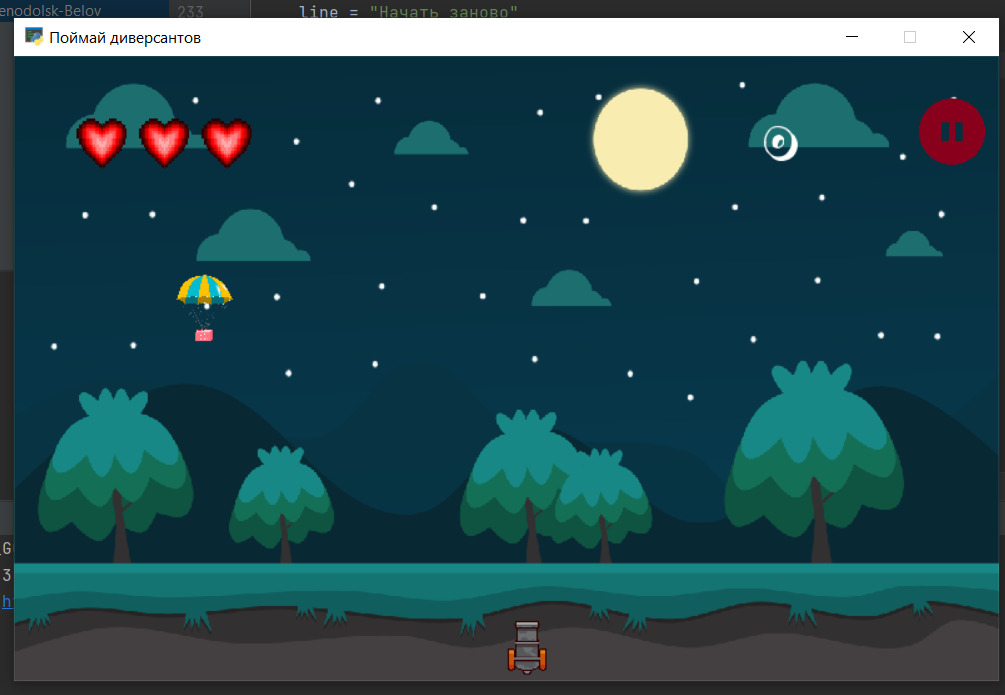 enodolsk-Belov
233
line = "Начать заново"
Поймай диверсантов
0
G
3
h